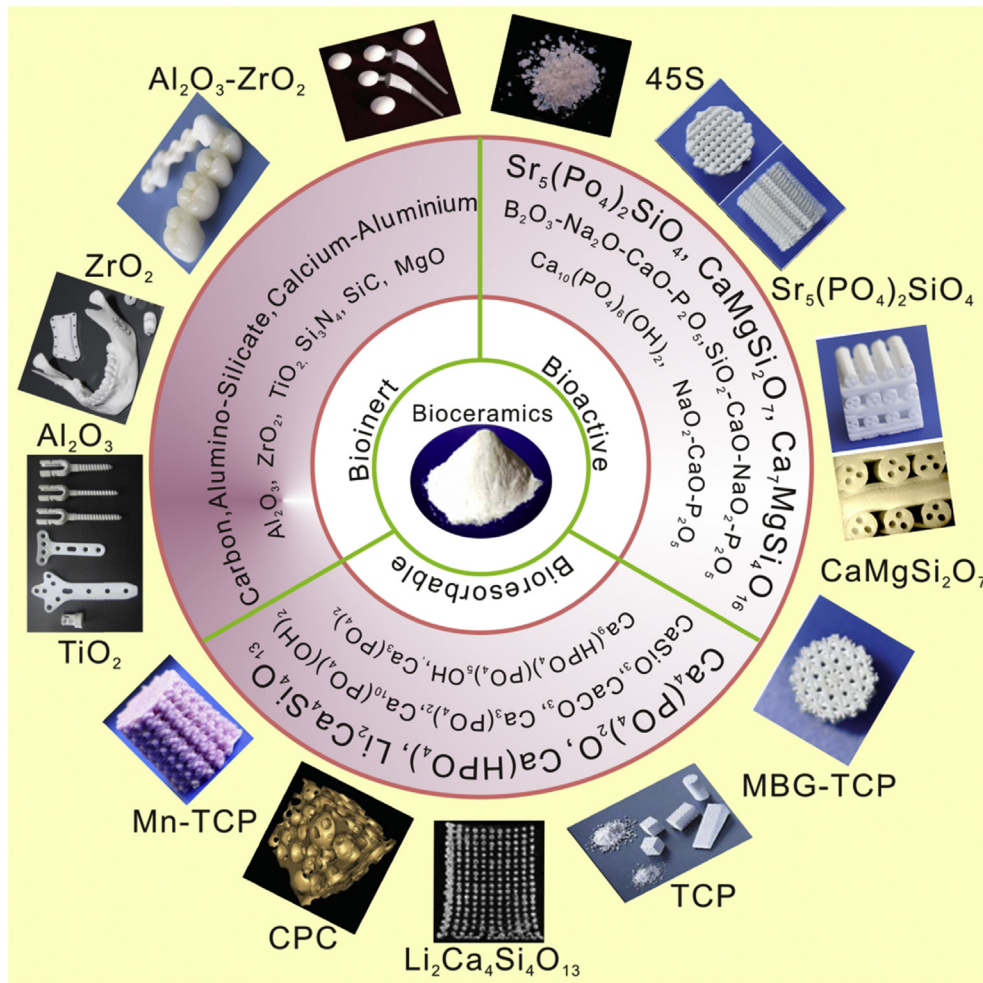 Al₂O₃-ZrO₂
45S
ZrO₂
Sr₅(PO₄)₂SiO₄
Al₂O₃
CaMgSi₂O₇
TiO₂
MBG-TCP
Mn-TCP
TCP
CPC
Li₂Ca₄Si₄O₁₃
Bioceramics
Bioinert
Carbon,Alumino-Silicate,Calcium-Aluminium
Al₂O₃, ZrO₂, TiO₂, Si₃N₄, SiC, MgO
Bioactive
Sr₅(Po₄)₂SiO₄, CaMgSi₂O₇, Ca₇MgSi₄O₁₆
B₂O₃-Na₂O-CaO-P₂O₅,SiO₂-CaO-NaO₂-P₂O₅
Ca₁₀(PO₄)₆(OH)₂, NaO₂-CaO-P₂O₅
Bioresorbable
Ca₉(HPO₄)(PO₄)₅OH, Ca₃(PO₄)₂
CaSiO₃, CaCO₃, Ca₃(PO₄)₂, Ca₁₀(PO₄)(OH)₂
Ca₄(PO₄)₂O, Ca(HPO₄), Li₂Ca₄Si₄O₁₃